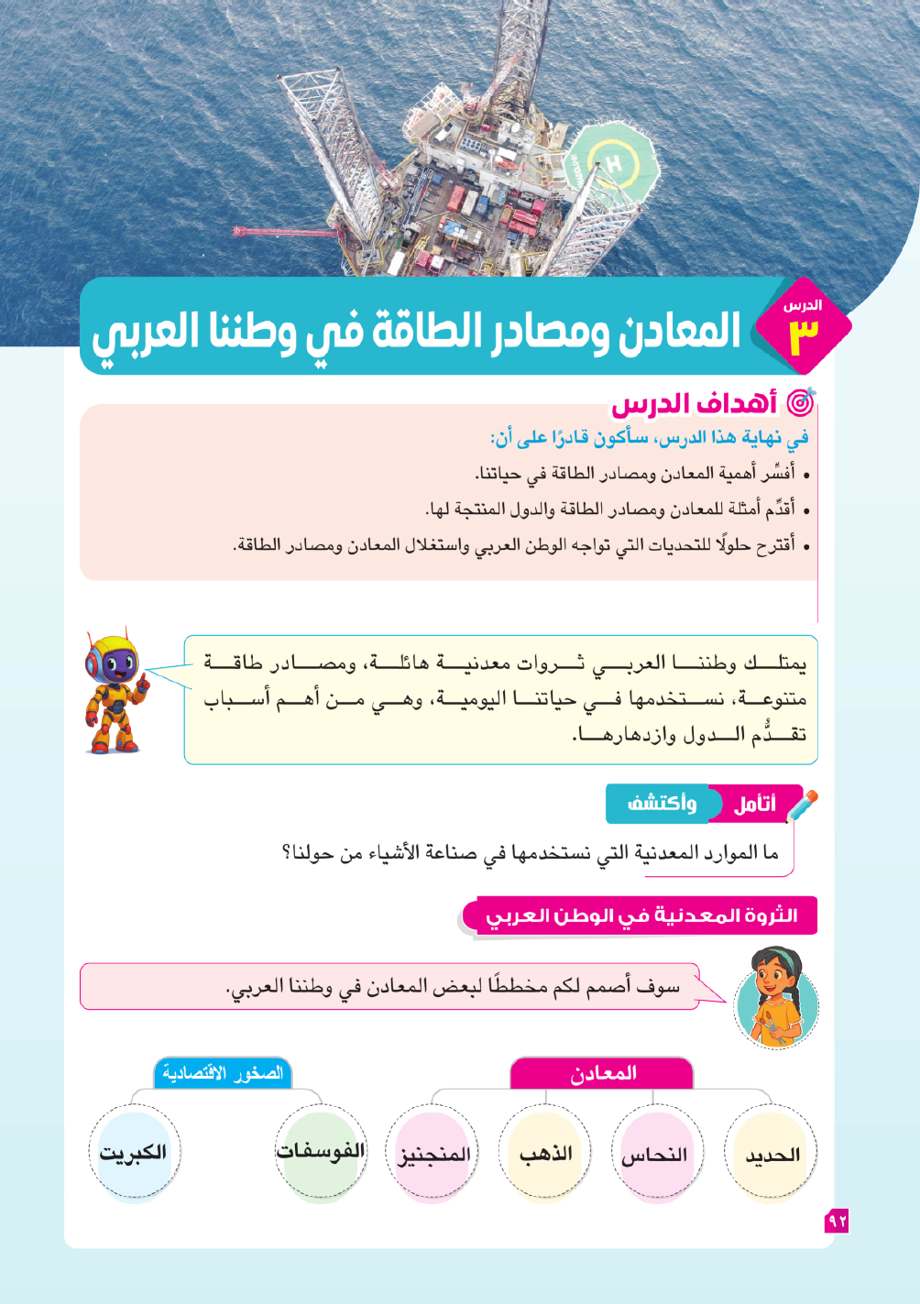 الدرس
٣
المعادن ومصادر الطاقة في وطننا العربي
أهداف الدرس
في نهاية هذا الدرس، سأكون قادرًا على أن:
• أفسِّر أهمية المعادن ومصادر الطاقة في حياتنا.
• أقدِّم أمثلة للمعادن ومصادر الطاقة والدول المنتجة لها.
• أقترح حلولًا للتحديات التي تواجه الوطن العربي واستغلال المعادن ومصادر الطاقة.
يمتلك وطننا العربي ثروات معدنية هائلة، ومصادر طاقة
متنوعة، نستخدمها في حياتنا اليومية، وهي من أهم أسباب
تقدُّم الدول وازدهارها.
أتأمل وأكتشف
ما الموارد المعدنية التي نستخدمها في صناعة الأشياء من حولنا؟
الثروة المعدنية في الوطن العربي
سوف أصمم لكم مخططًا لبعض المعادن في وطننا العربي.
المعادن
الحديد
النحاس
الذهب
المنجنيز
الصخور الاقتصادية
الفوسفات
الكبريت
٩٢
H